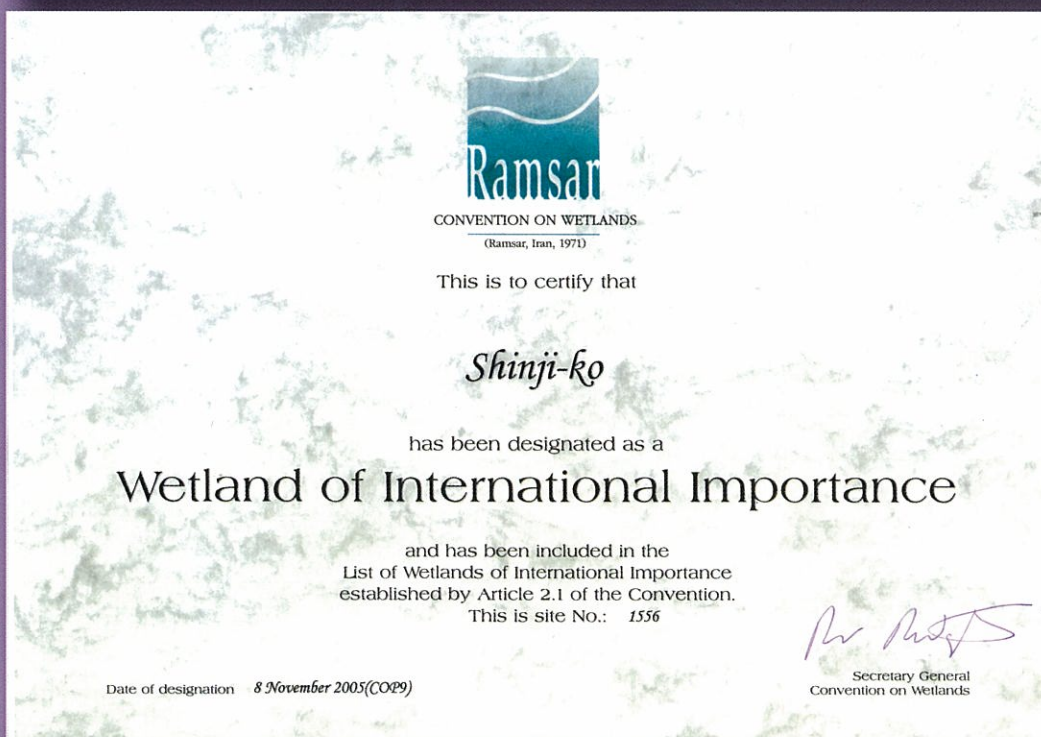 Ramsar
CONVENTION ON WETLANDS
(Ramsar, Iran, 1971)
This is to certify that
Shinji-ko
has been designated as a
Wetland of International Importance
and has been included in the
List of Wetlands of International Importance
established by Article 2.1 of the Convention.
This is site No.: 1556
Date of designation 8 November 2005(COP9)
Secretary General
Convention on Wetlands